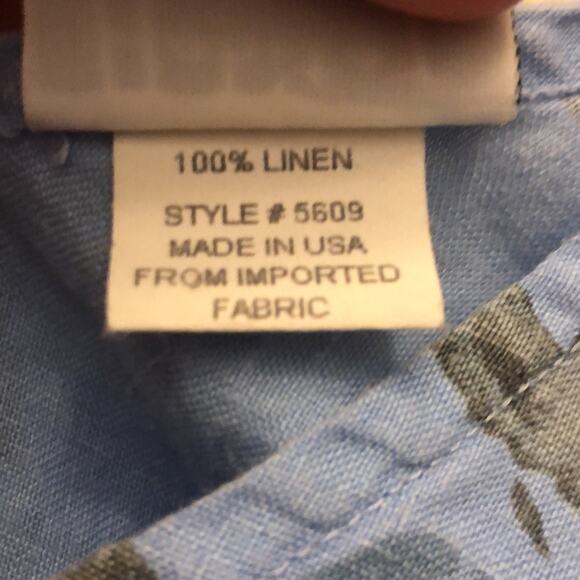 100% LINEN
STYLE # 5609
MADE IN USA
FROM IMPORTED
FABRIC